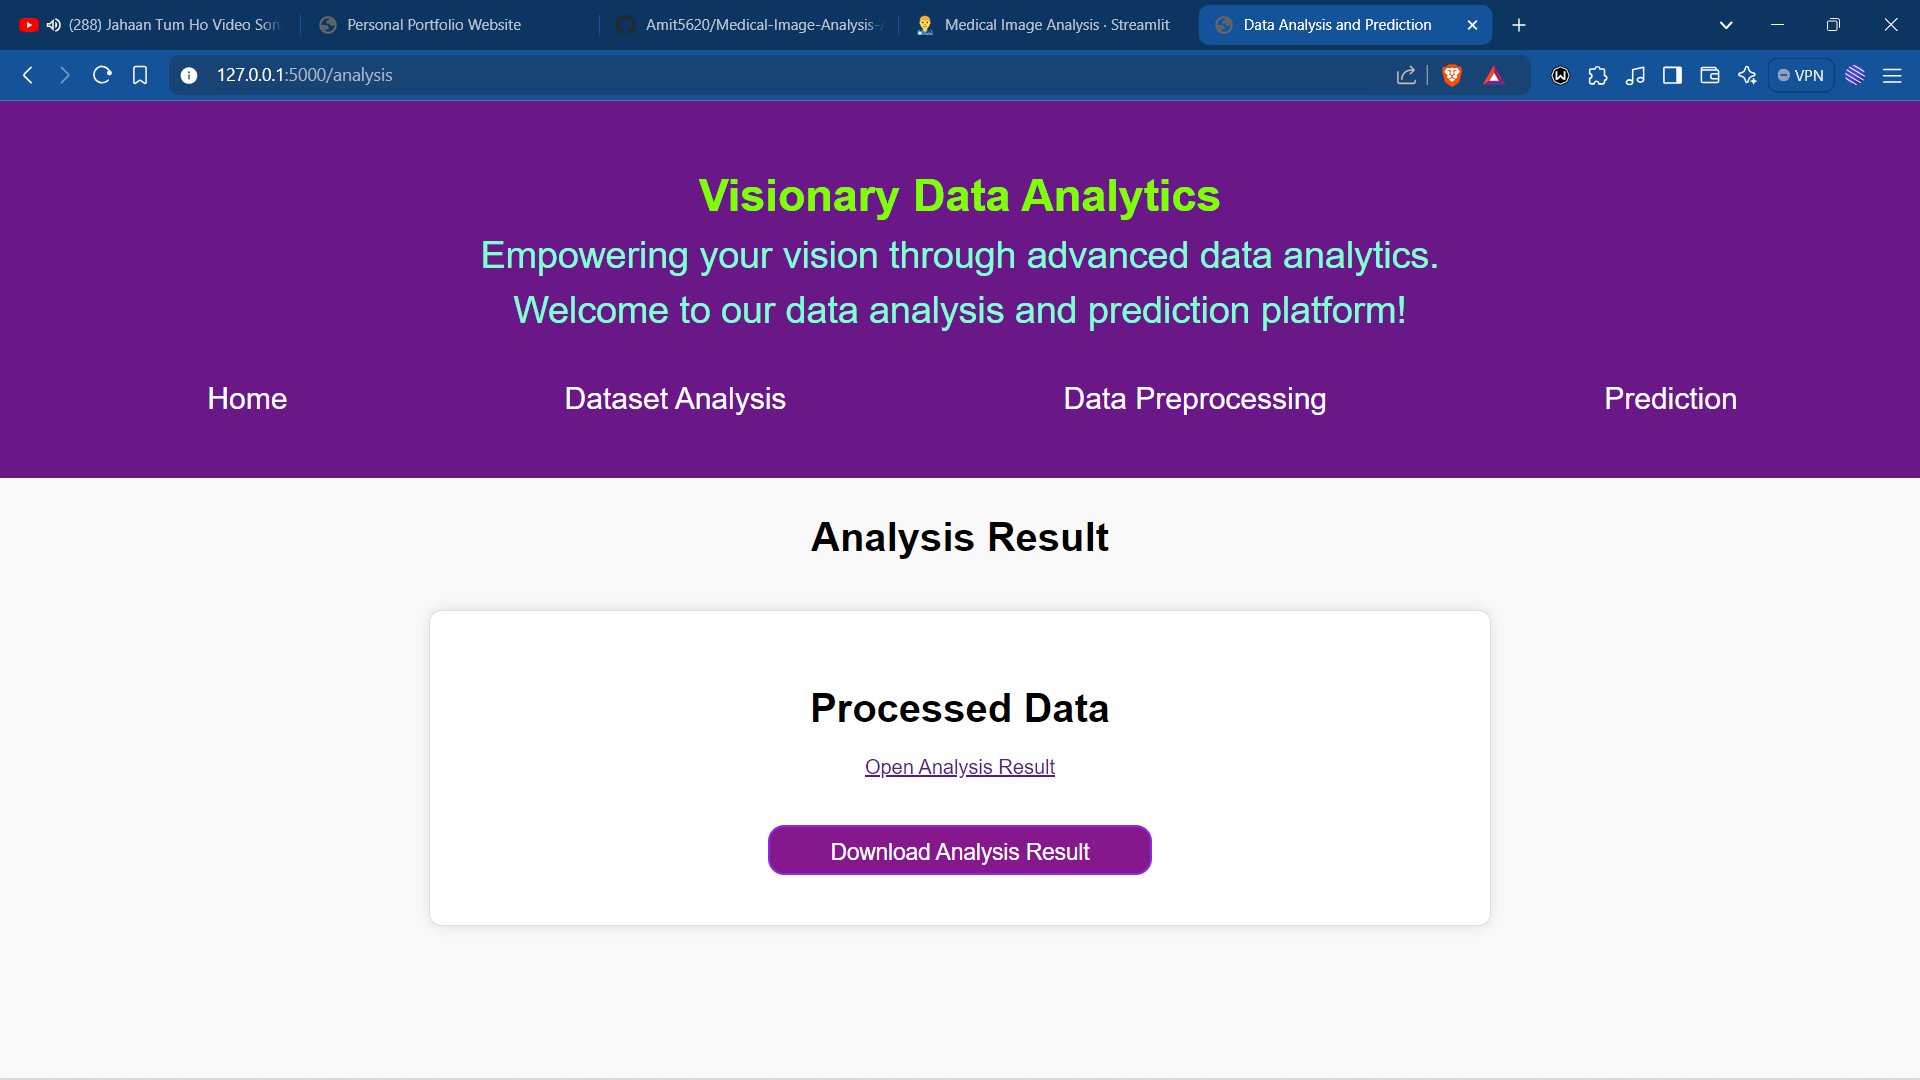 (288) Jahaan Tum Ho Video Son
Personal Portfolio Website
Amit5620/Medical-Image-Analysis-
Medical Image Analysis · Streamlit
Data Analysis and Prediction
127.0.0.1:5000/analysis
VPN
Visionary Data Analytics
Empowering your vision through advanced data analytics.
Welcome to our data analysis and prediction platform!
Home
Dataset Analysis
Data Preprocessing
Prediction
Analysis Result
Processed Data
Open Analysis Result
Download Analysis Result